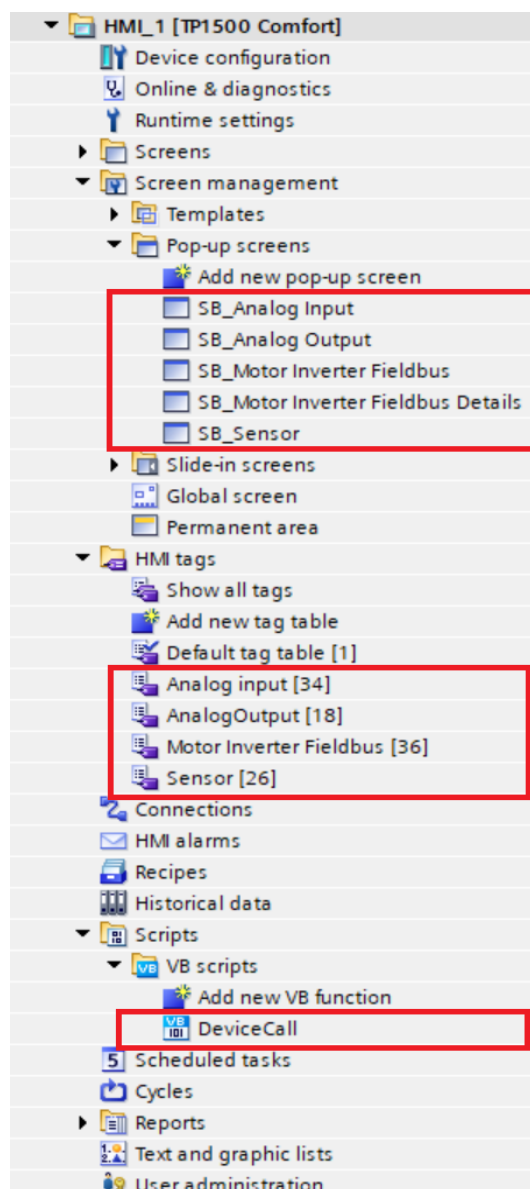 HMI_1 [TP1500 Comfort]
Device configuration
Online & diagnostics
Runtime settings
Screens
Screen management
Templates
Pop-up screens
Add new pop-up screen
SB_Analog Input
SB_Analog Output
SB_Motor Inverter Fieldbus
SB_Motor Inverter Fieldbus Details
SB_Sensor
Slide-in screens
Global screen
Permanent area
HMI tags
Show all tags
Add new tag table
Default tag table [1]
Analog input [34]
AnalogOutput [18]
Motor Inverter Fieldbus [36]
Sensor [26]
Connections
HMI alarms
Recipes
Historical data
Scripts
VB scripts
Add new VB function
DeviceCall
Scheduled tasks
Cycles
Reports
Text and graphic lists
User administration